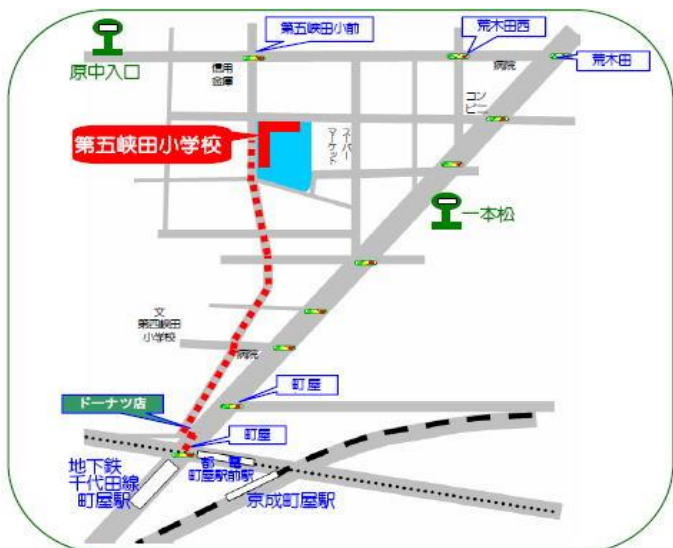 第五峡田小前
荒木田西
荒木田
原中入口
信用
金庫
病院
コン
ビニ
第五峡田小学校
スーパー
マーケット
一本松
文
第四峡田
小学校
病院
ドーナツ店
町屋
町屋
地下鉄
千代田線
町屋駅
都電
町屋駅前駅
京成町屋駅